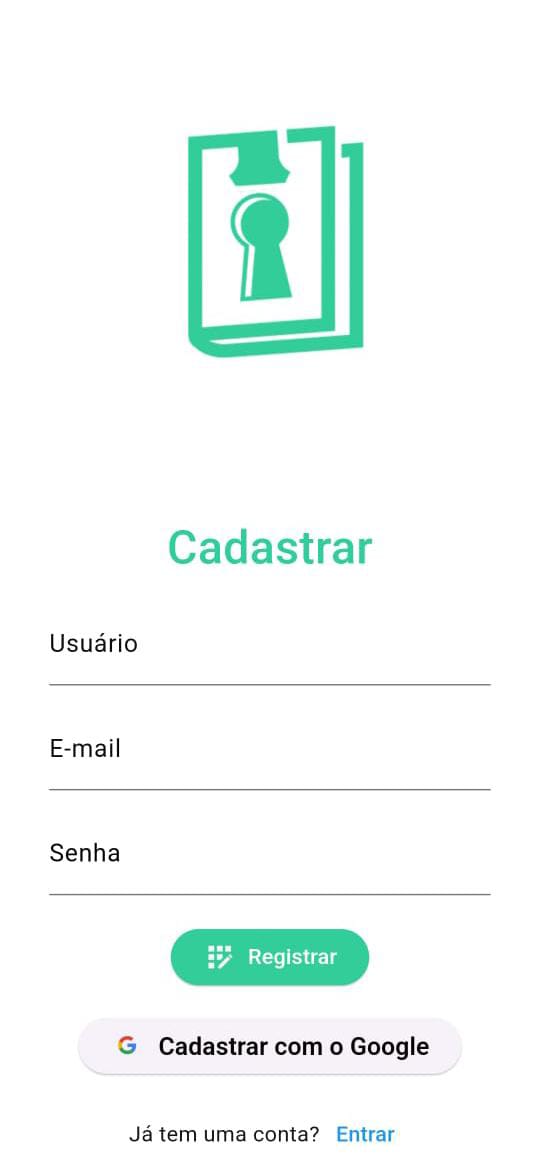 Cadastrar
Usuário
E-mail
Senha
Registrar
Cadastrar com o Google
Já tem uma conta? Entrar